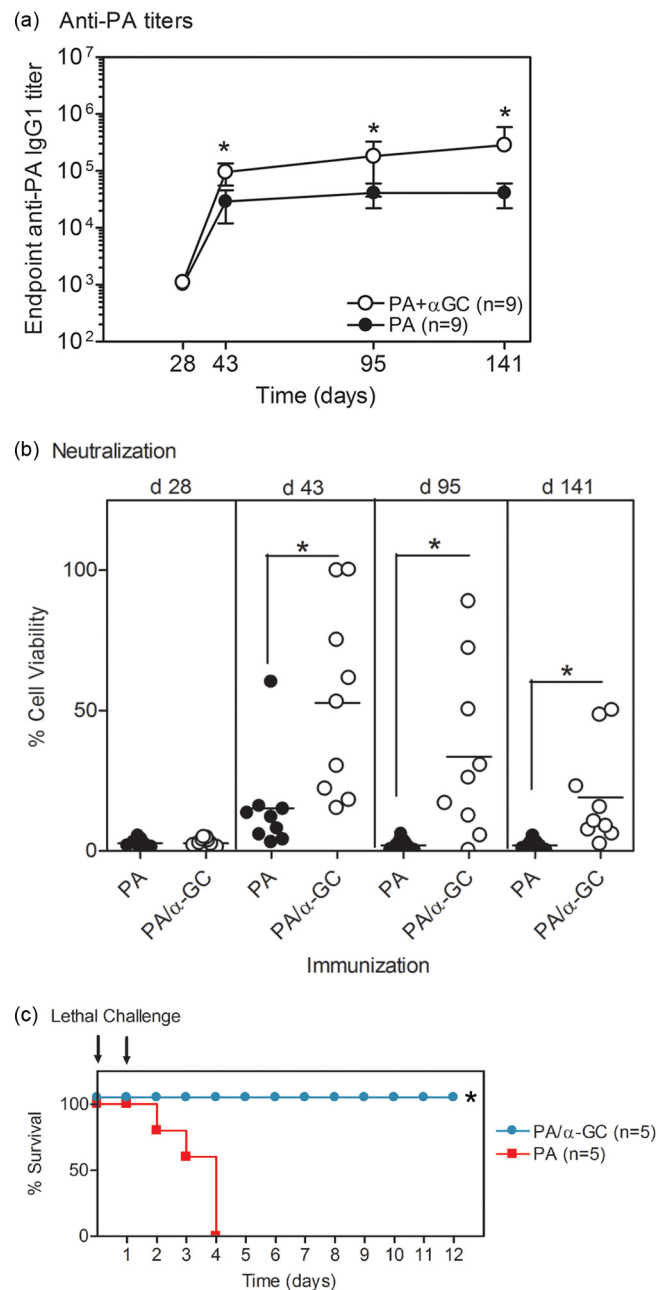 (a) Anti-PA titers
10⁷
10⁶
10⁵
10⁴
10³
10²
Endpoint anti-PA IgG1 titer
* * *
PA+αGC (n=9)
PA (n=9)
28 43 95 141
Time (days)
(b) Neutralization
d 28 d 43 d 95 d 141
100
50
0
% Cell Viability
* * *
PA PA/α-GC PA PA/α-GC PA PA/α-GC PA PA/α-GC
Immunization
(c) Lethal Challenge
100
50
0
% Survival
*
PA/α-GC (n=5)
PA (n=5)
1 2 3 4 5 6 7 8 9 10 11 12
Time (days)